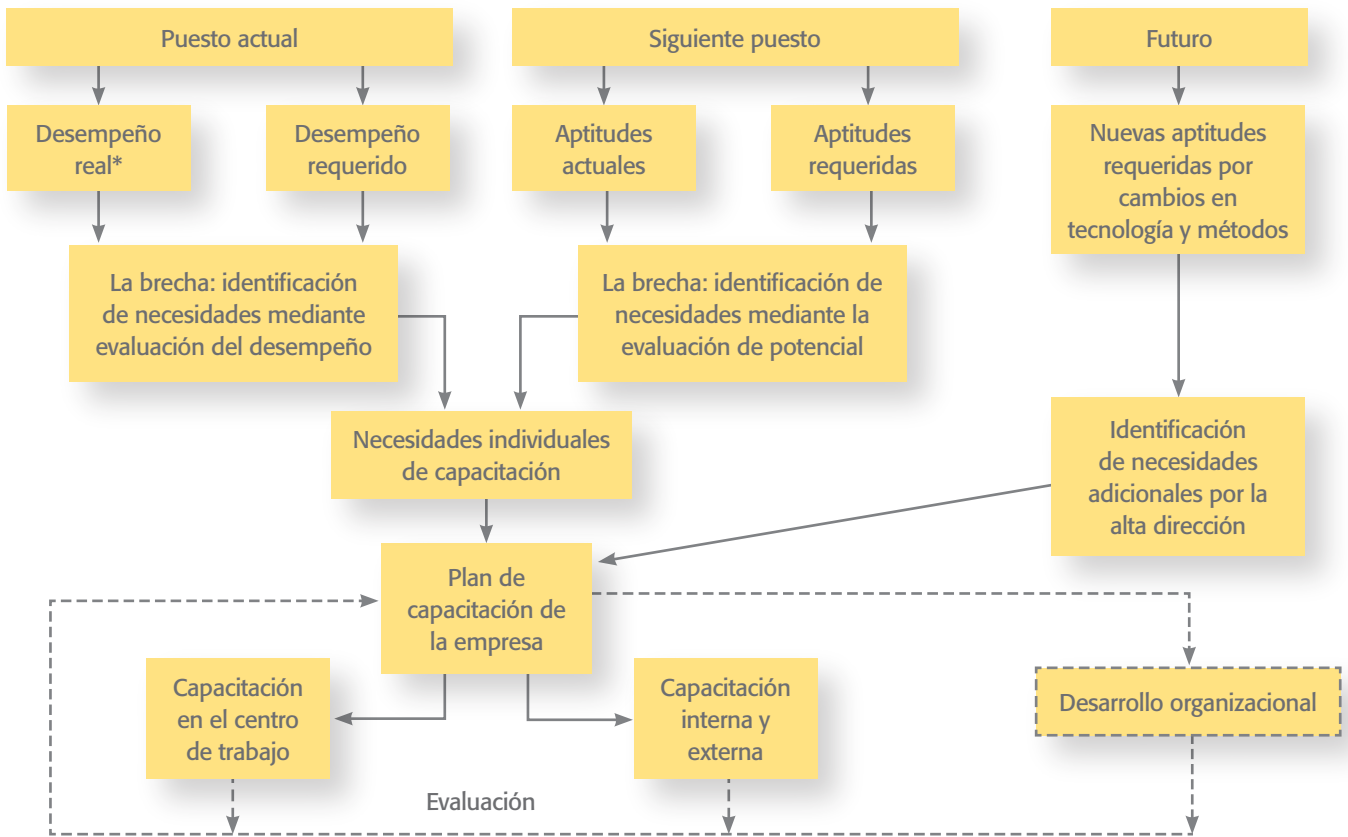 Puesto actual
Siguiente puesto
Futuro
Desempeño
real*
Desempeño
requerido
Aptitudes
actuales
Aptitudes
requeridas
Nuevas aptitudes
requeridas por
cambios en
tecnología y métodos
La brecha: identificación
de necesidades mediante
evaluación del desempeño
La brecha: identificación de
necesidades mediante la
evaluación de potencial
Necesidades individuales
de capacitación
Identificación
de necesidades
adicionales por la
alta dirección
Plan de
capacitación de
la empresa
Capacitación
en el centro
de trabajo
Capacitación
interna y
externa
Desarrollo organizacional
Evaluación